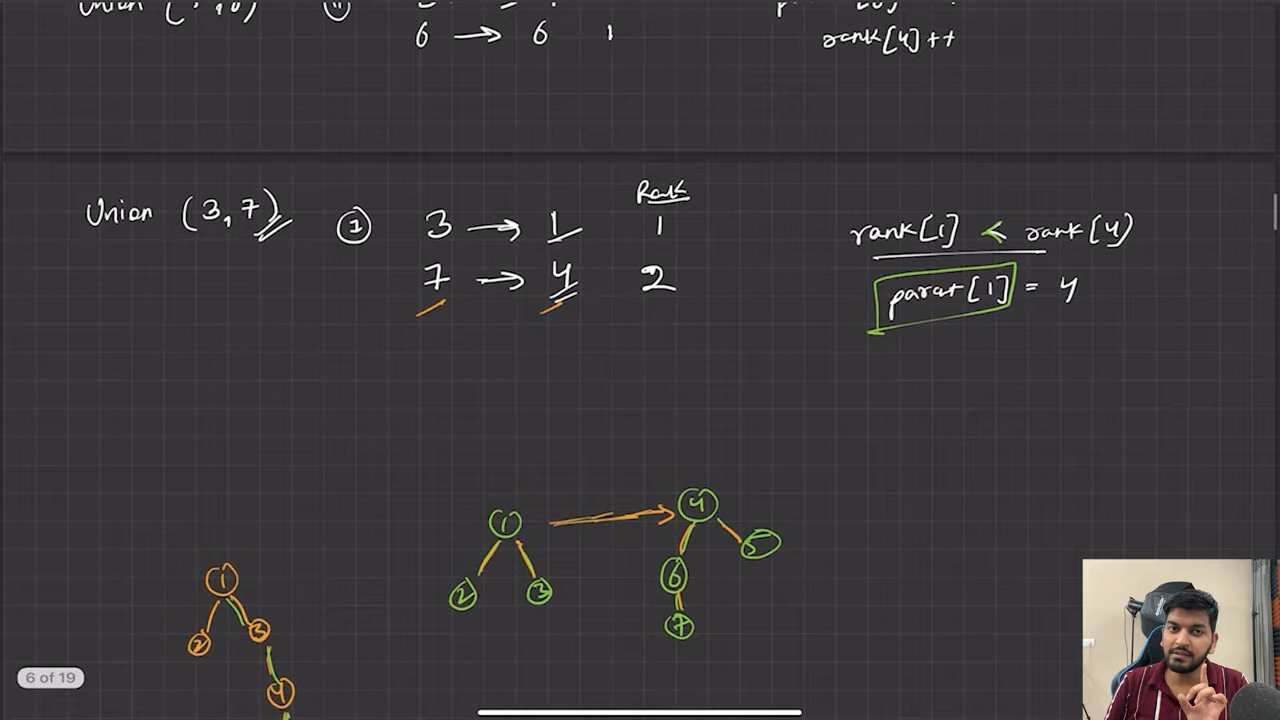 6 → 6 1
rank[4]++
Union (3,7) ① 3 → 1 1
Rank
7 → 4 2
rank[1] < rank[4]
parat[1] = 4
1 2 3
4 5 6 7
1 2 3 4
6 of 19